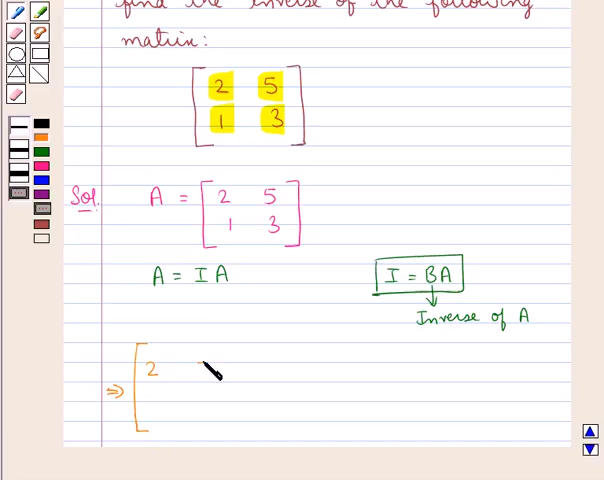 find the inverse of the following
matrix:
2 5
1 3
Sol. A = [ 2 5
1 3 ]
A = I A
I = BA
Inverse of A
⇒ [ 2